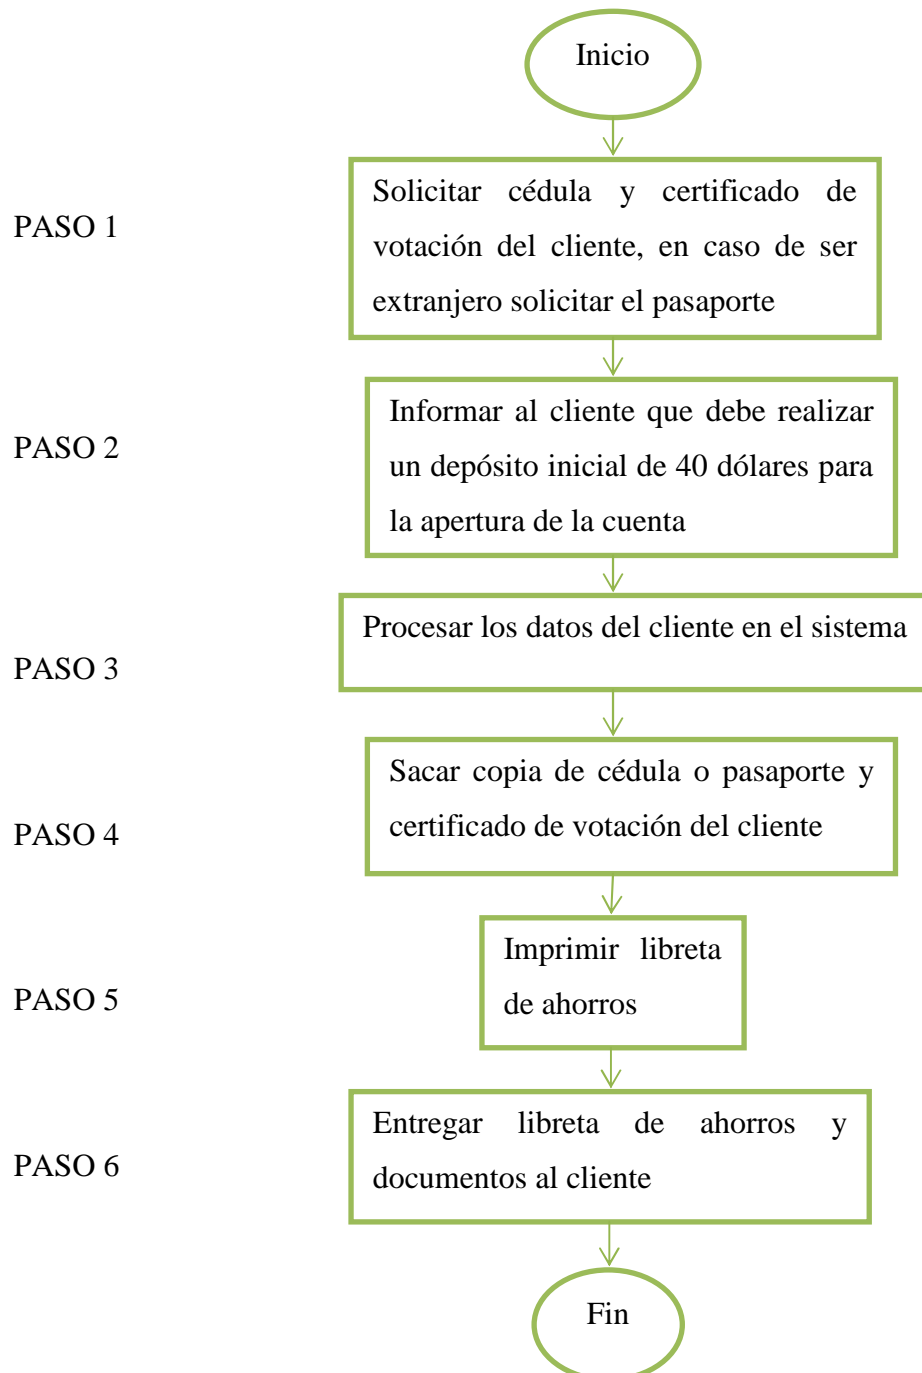 Inicio
PASO 1
Solicitar cédula y certificado de
votación del cliente, en caso de ser
extranjero solicitar el pasaporte
PASO 2
Informar al cliente que debe realizar
un depósito inicial de 40 dólares para
la apertura de la cuenta
PASO 3
Procesar los datos del cliente en el sistema
PASO 4
Sacar copia de cédula o pasaporte y
certificado de votación del cliente
PASO 5
Imprimir libreta
de ahorros
PASO 6
Entregar libreta de ahorros y
documentos al cliente
Fin